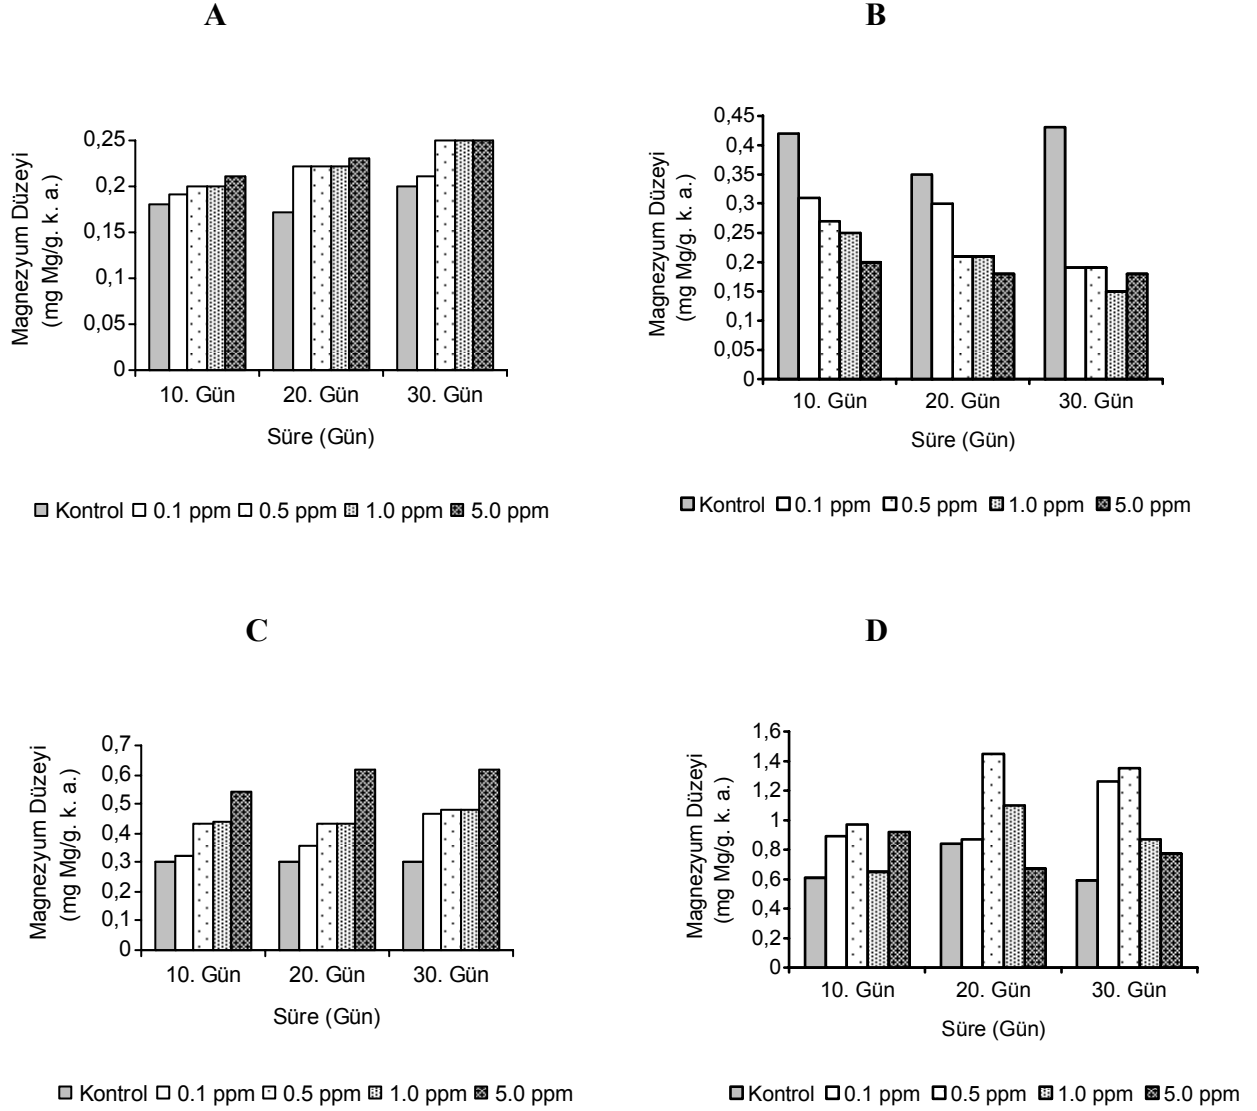 A
Magnezyum Düzeyi
(mg Mg/g. k. a.)
0,25
0,2
0,15
0,1
0,05
0
10. Gün 20. Gün 30. Gün
Süre (Gün)
Kontrol 0.1 ppm 0.5 ppm 1.0 ppm 5.0 ppm
B
Magnezyum Düzeyi
(mg Mg/g. k. a.)
0,45
0,4
0,35
0,3
0,25
0,2
0,15
0,1
0,05
0
10. Gün 20. Gün 30. Gün
Süre (Gün)
Kontrol 0.1 ppm 0.5 ppm 1.0 ppm 5.0 ppm
C
Magnezyum Düzeyi
(mg Mg/g. k. a.)
0,7
0,6
0,5
0,4
0,3
0,2
0,1
0
10. Gün 20. Gün 30. Gün
Süre (Gün)
Kontrol 0.1 ppm 0.5 ppm 1.0 ppm 5.0 ppm
D
Magnezyum Düzeyi
(mg Mg/g. k. a.)
1,6
1,4
1,2
1
0,8
0,6
0,4
0,2
0
10. Gün 20. Gün 30. Gün
Süre (Gün)
Kontrol 0.1 ppm 0.5 ppm 1.0 ppm 5.0 ppm